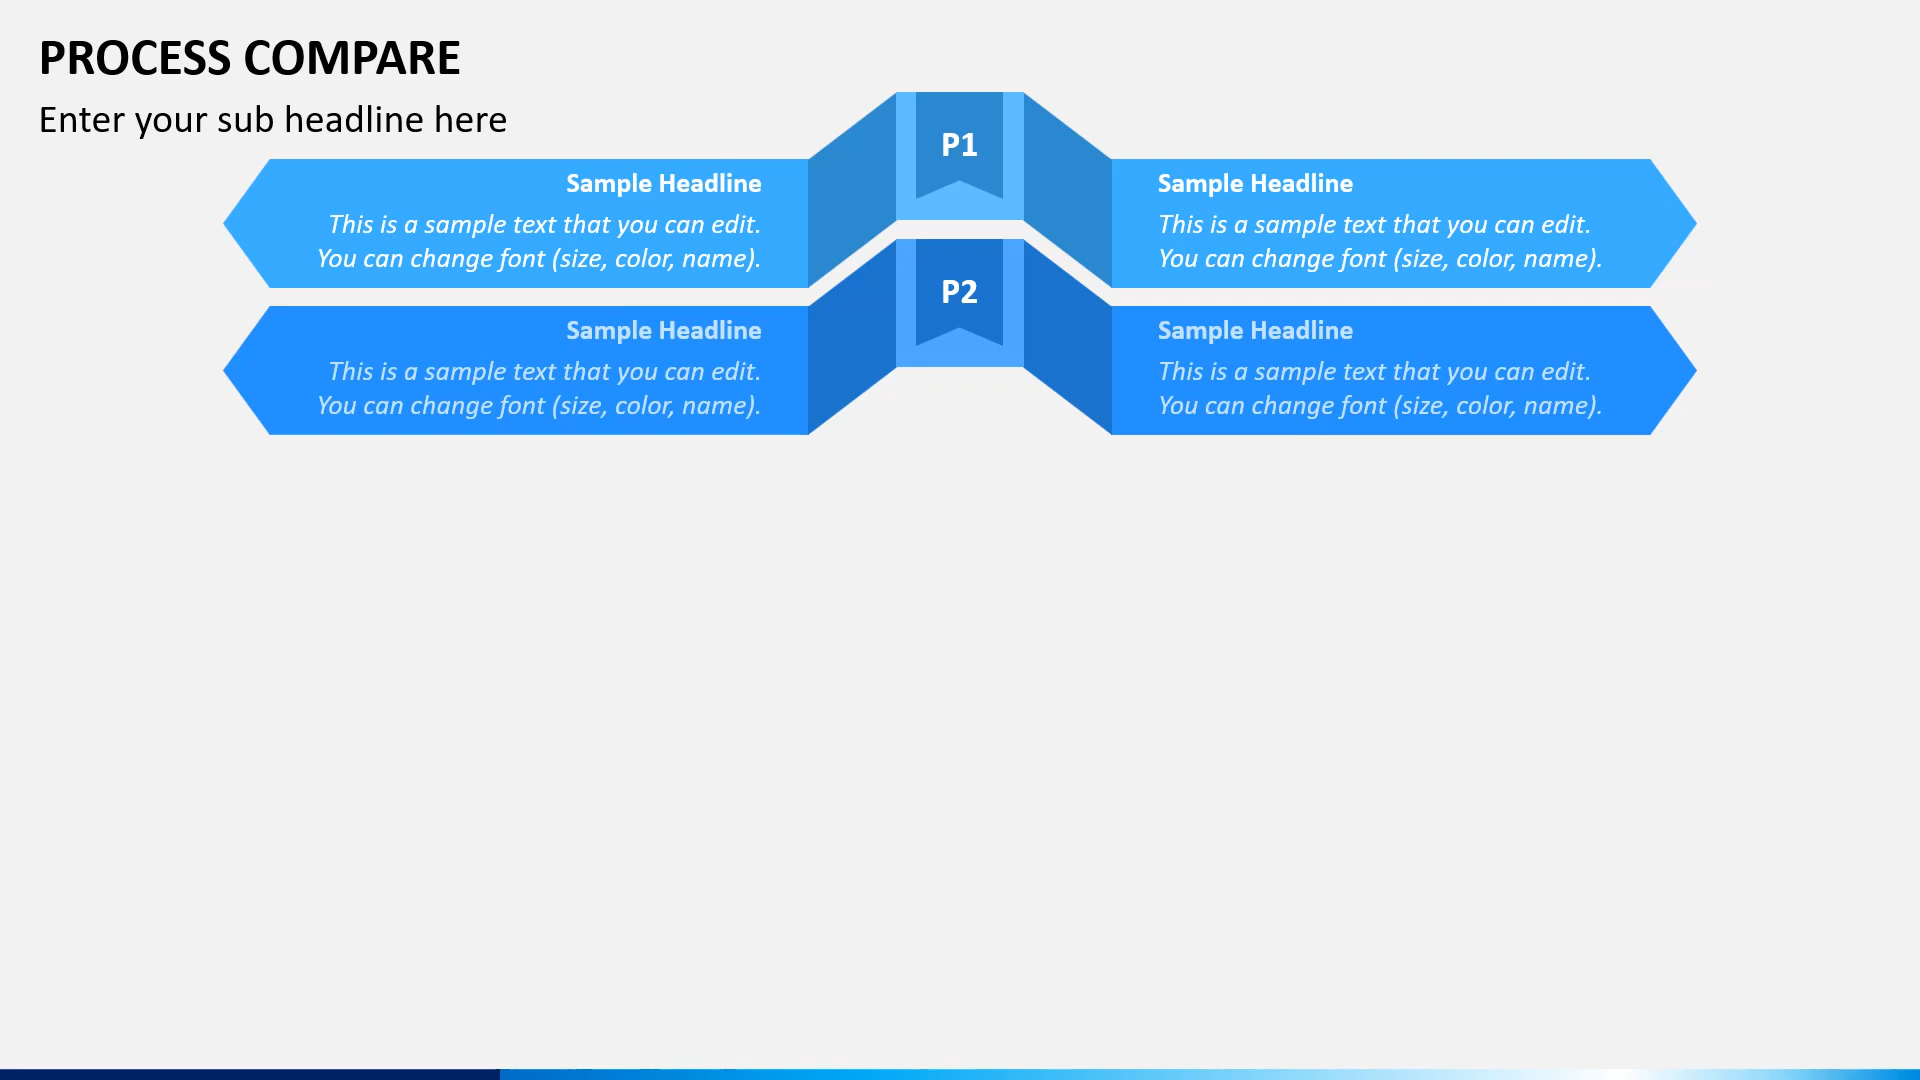 PROCESS COMPARE
Enter your sub headline here
P1
Sample Headline
This is a sample text that you can edit.
You can change font (size, color, name).
Sample Headline
This is a sample text that you can edit.
You can change font (size, color, name).
P2
Sample Headline
This is a sample text that you can edit.
You can change font (size, color, name).
Sample Headline
This is a sample text that you can edit.
You can change font (size, color, name).